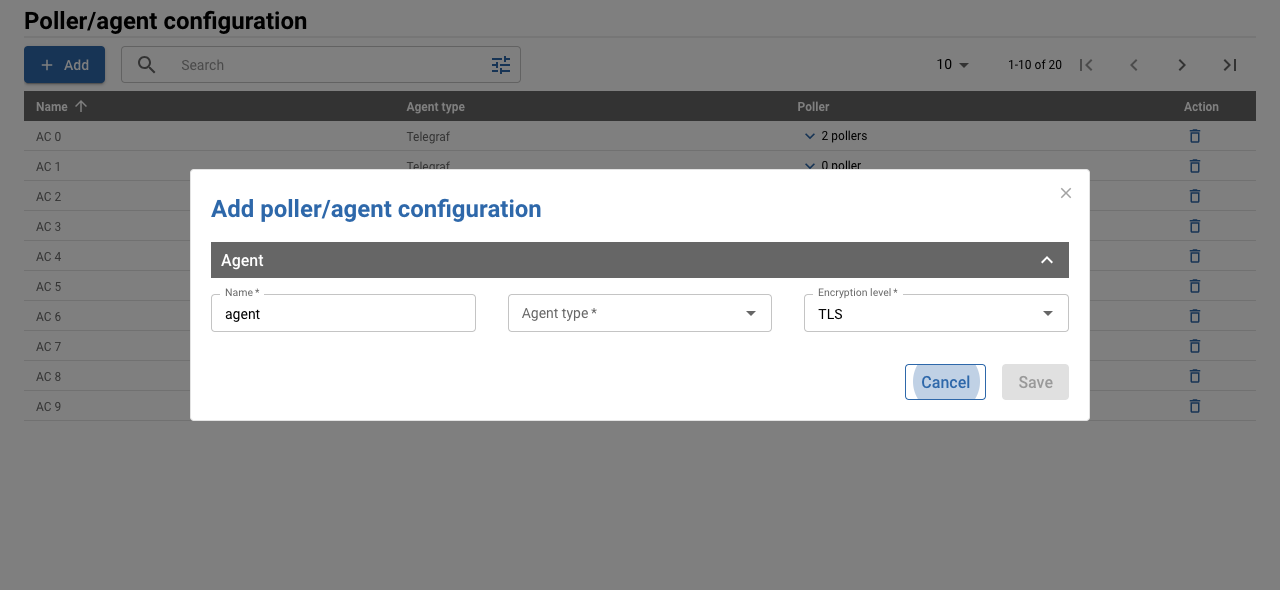 Poller/agent configuration
Add
Search
10
1-10 of 20
Name Agent type Poller Action
AC 0 Telegraf 2 pollers
AC 1 Telegraf 0 poller
AC 2
AC 3
AC 4
AC 5
AC 6
AC 7
AC 8
AC 9
Add poller/agent configuration
Agent
Name *
agent
Agent type *
Encryption level *
TLS
Cancel
Save